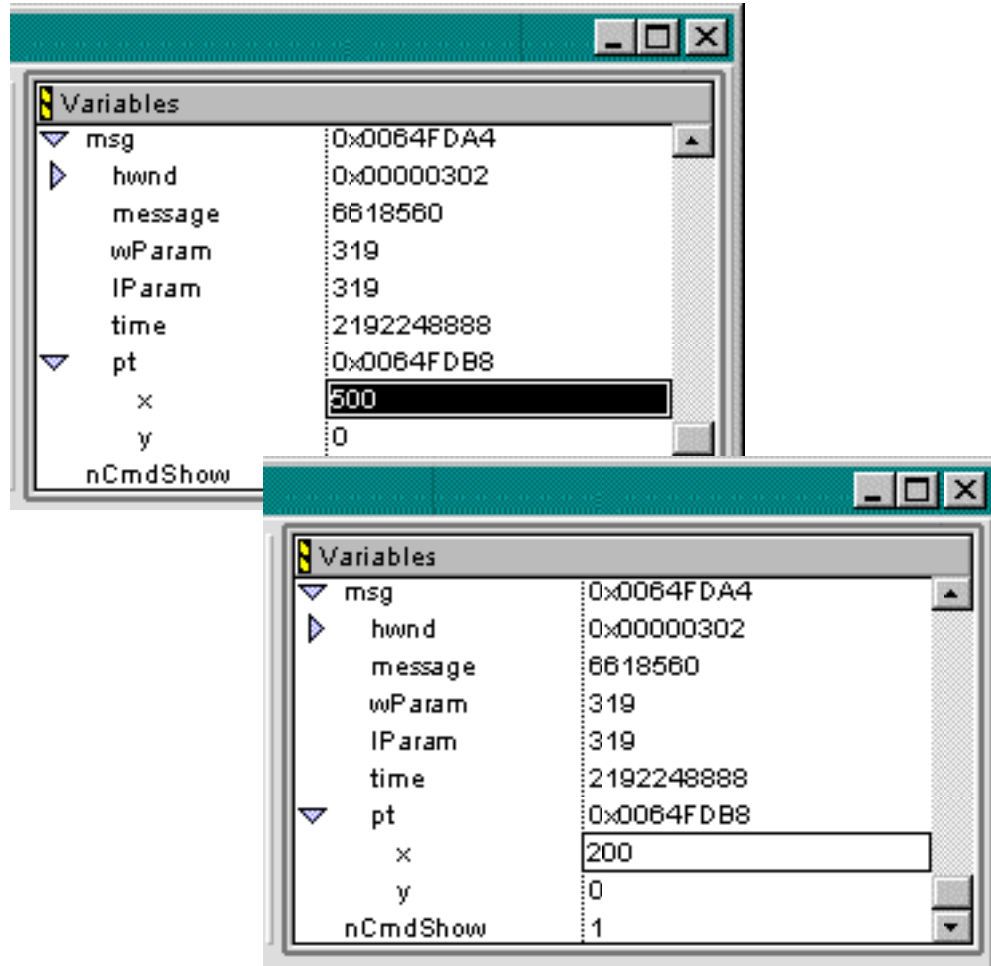 Variables
msg 0x0064FDA4
hwnd 0x00000302
message 6618560
wParam 319
lParam 319
time 2192248888
pt 0x0064FDB8
x 500
y 0
nCmdShow
Variables
msg 0x0064FDA4
hwnd 0x00000302
message 6618560
wParam 319
lParam 319
time 2192248888
pt 0x0064FDB8
x 200
y 0
nCmdShow 1